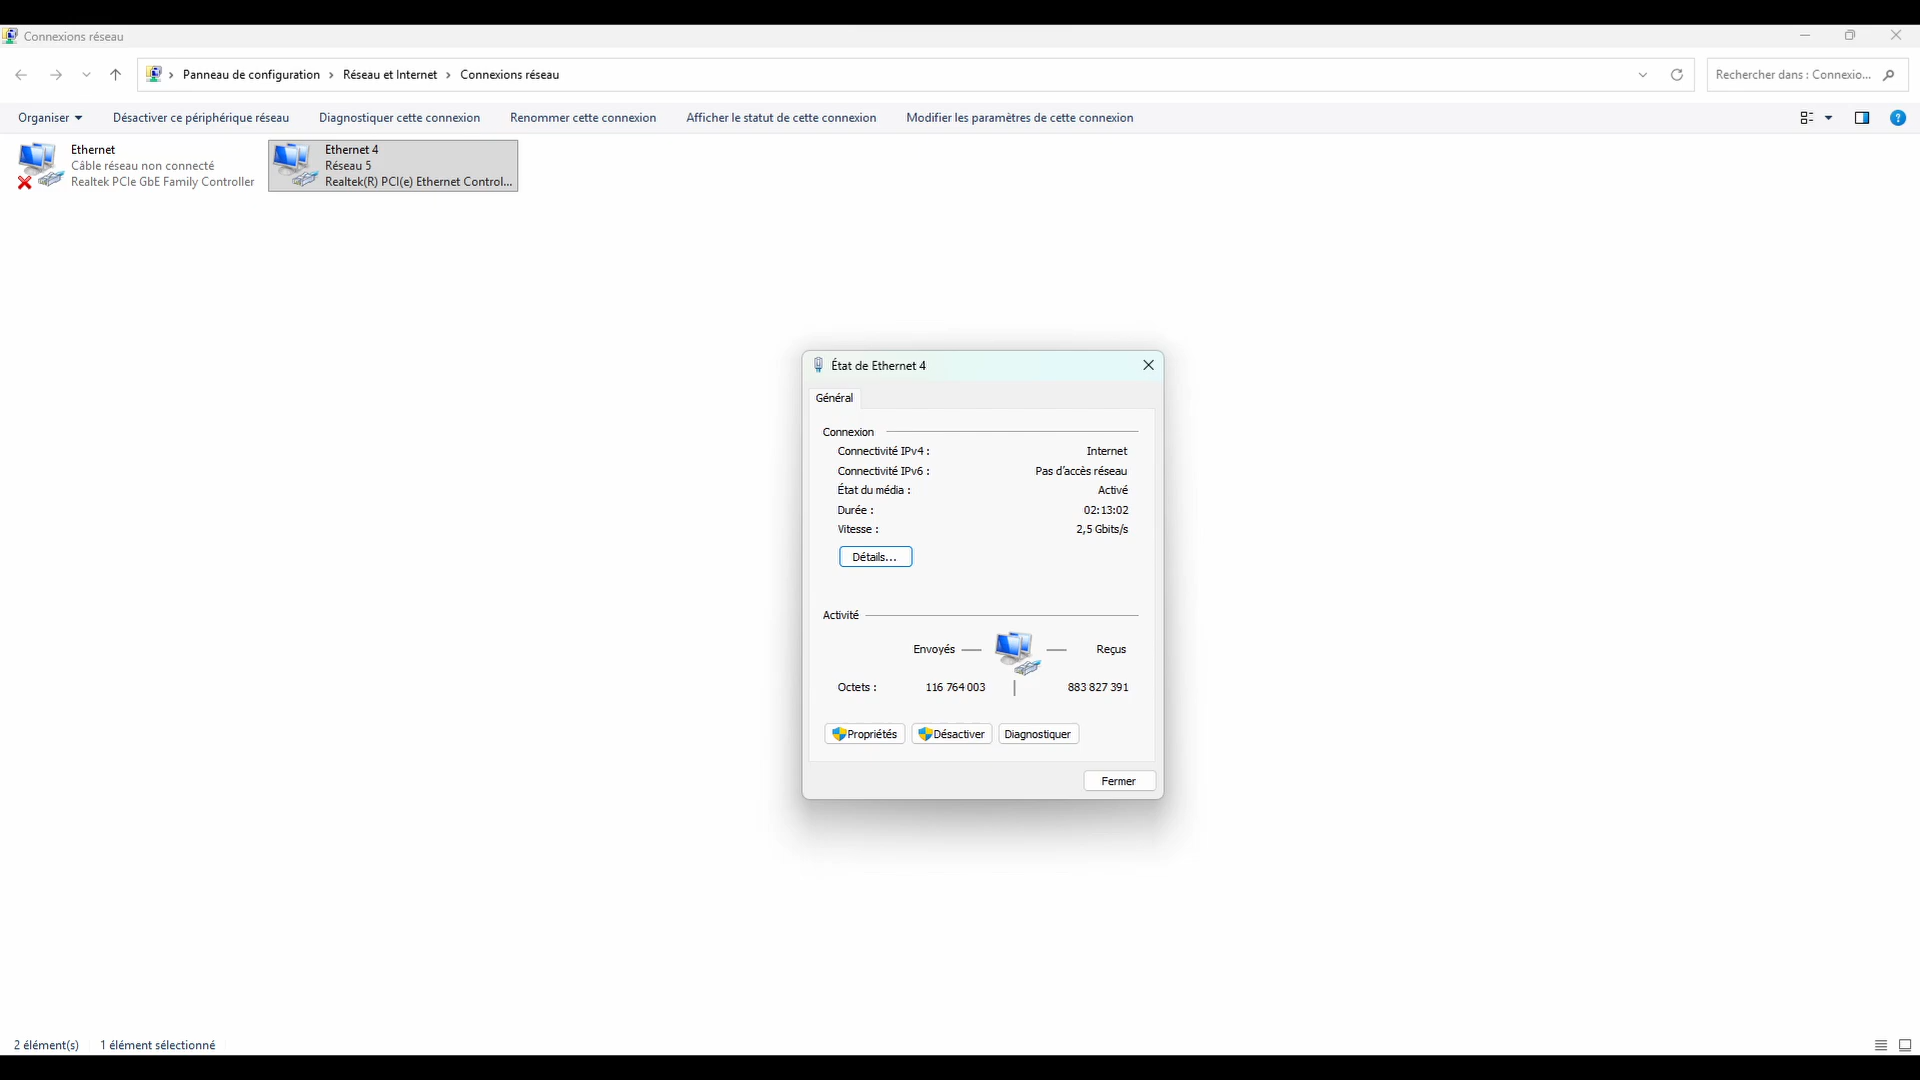 Connexions réseau
Panneau de configuration › Réseau et Internet › Connexions réseau
Rechercher dans : Connexio...
Organiser
Désactiver ce périphérique réseau
Diagnostiquer cette connexion
Renommer cette connexion
Afficher le statut de cette connexion
Modifier les paramètres de cette connexion
?
Ethernet
Câble réseau non connecté
Realtek PCIe GbE Family Controller
Ethernet 4
Réseau 5
Realtek(R) PCI(e) Ethernet Control...
État de Ethernet 4
Général
Connexion
Connectivité IPv4 : Internet
Connectivité IPv6 : Pas d'accès réseau
État du média : Activé
Durée : 02:13:02
Vitesse : 2,5 Gbits/s
Détails...
Activité
Envoyés — Reçus
Octets : 116 764 003 | 883 827 391
Propriétés
Désactiver
Diagnostiquer
Fermer
2 élément(s)
1 élément sélectionné